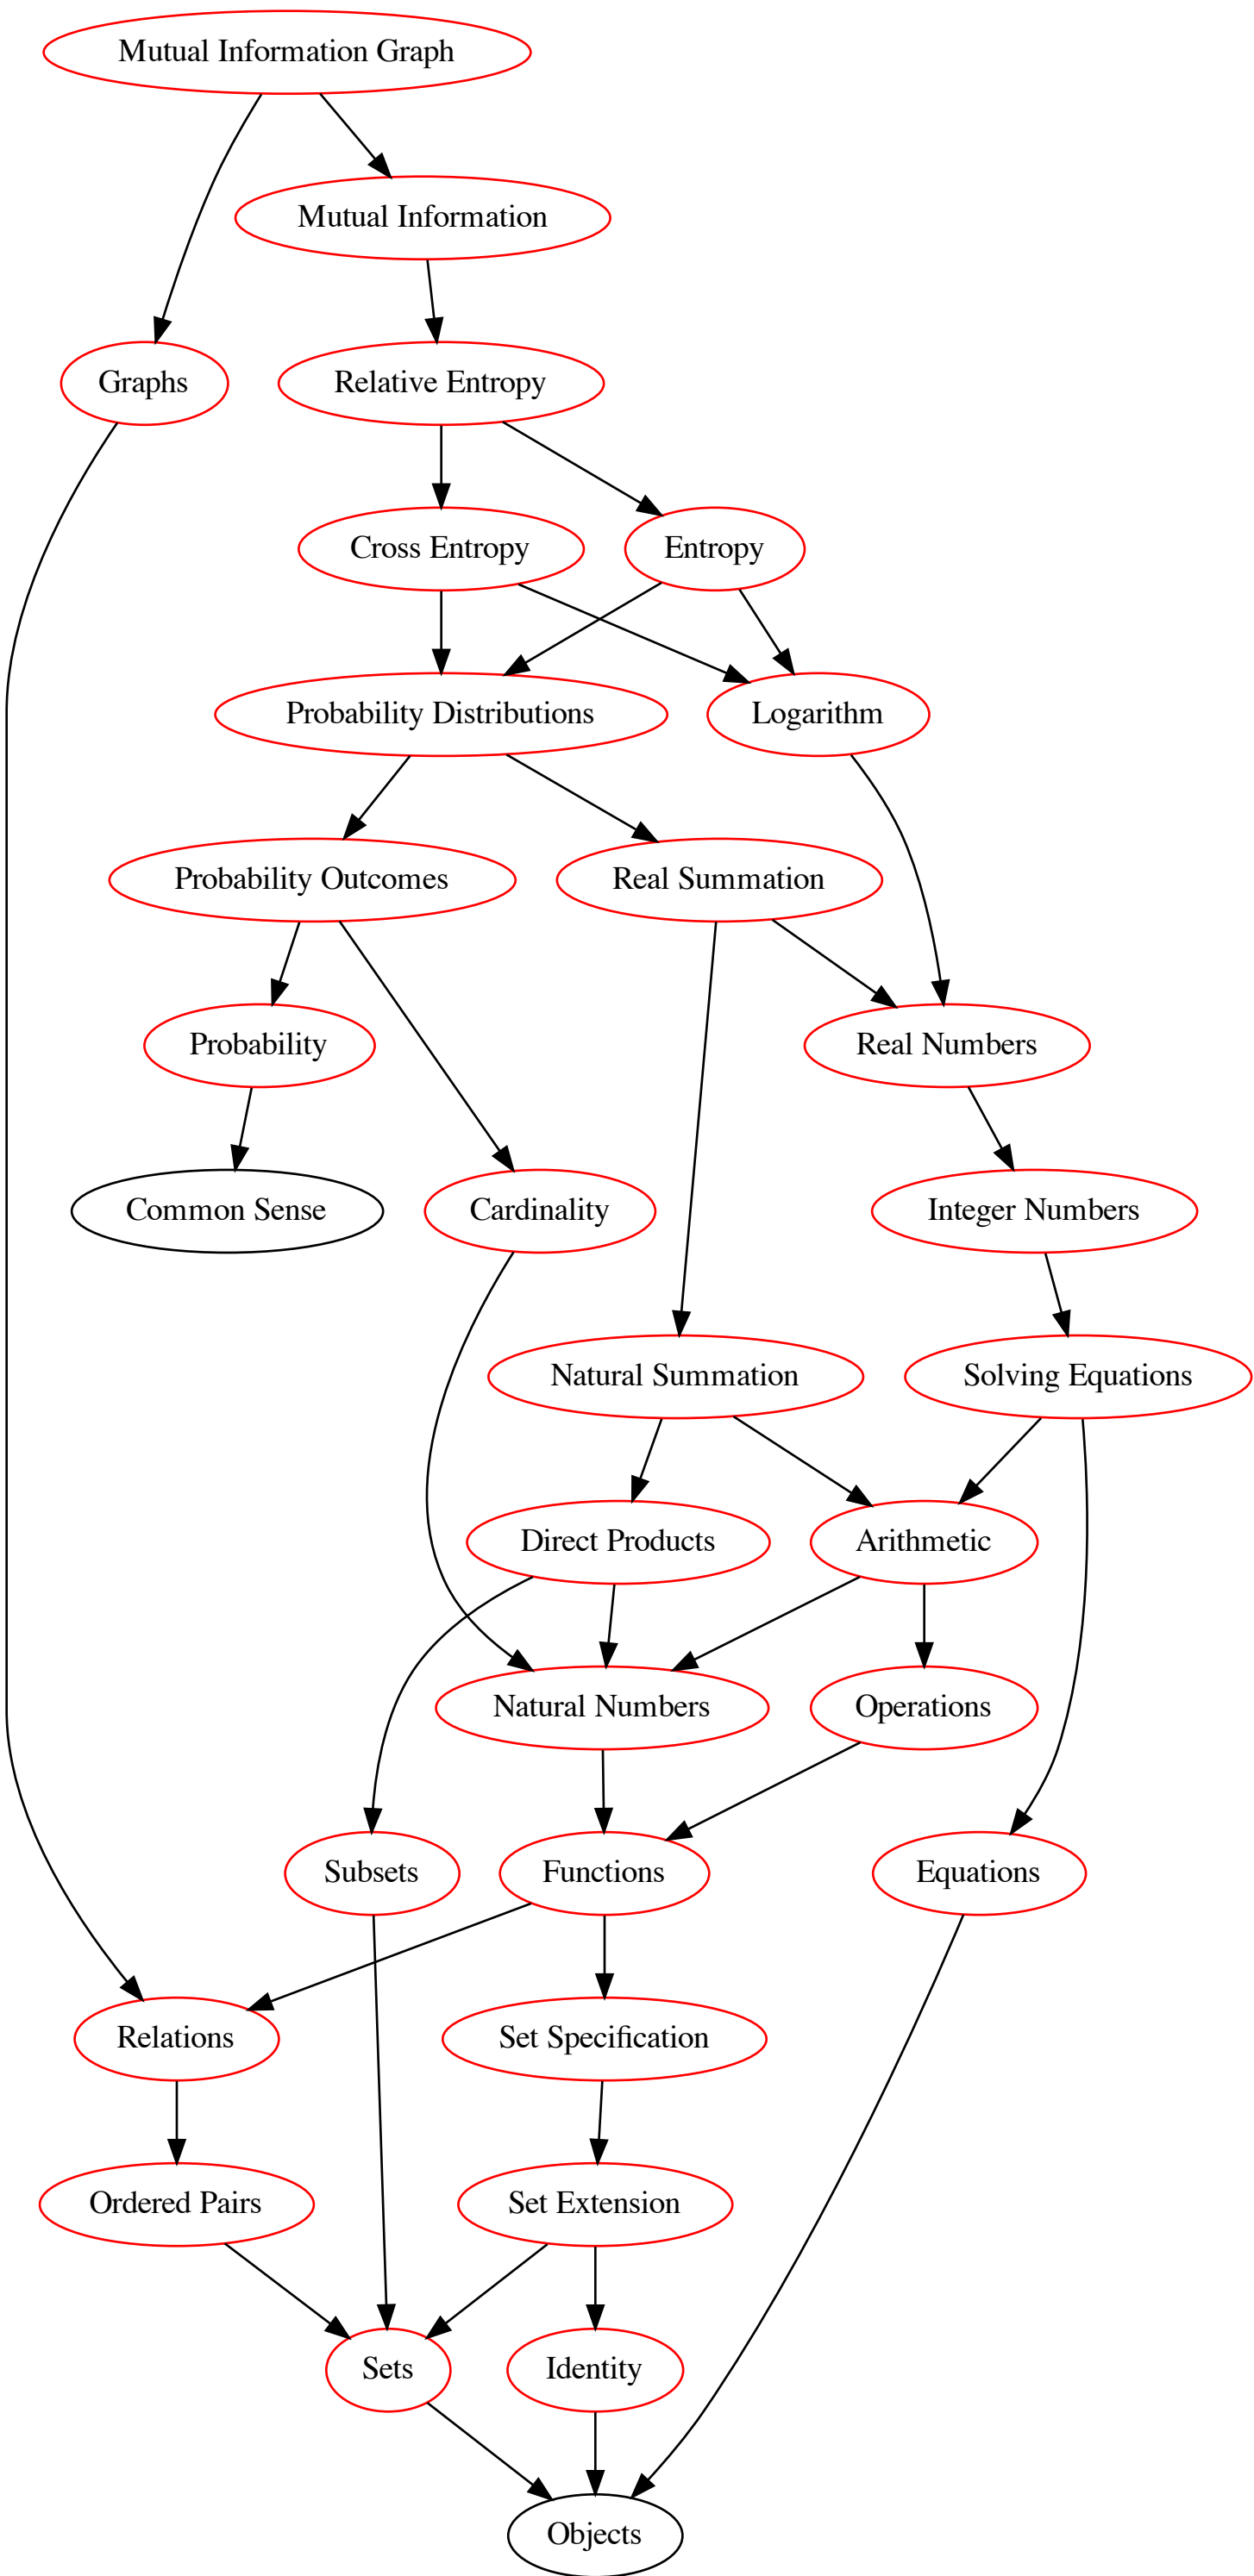 Mutual Information Graph
Mutual Information
Graphs
Relative Entropy
Cross Entropy
Entropy
Probability Distributions
Logarithm
Probability Outcomes
Real Summation
Probability
Real Numbers
Common Sense
Cardinality
Integer Numbers
Natural Summation
Solving Equations
Direct Products
Arithmetic
Natural Numbers
Operations
Subsets
Functions
Equations
Relations
Set Specification
Ordered Pairs
Set Extension
Sets
Identity
Objects